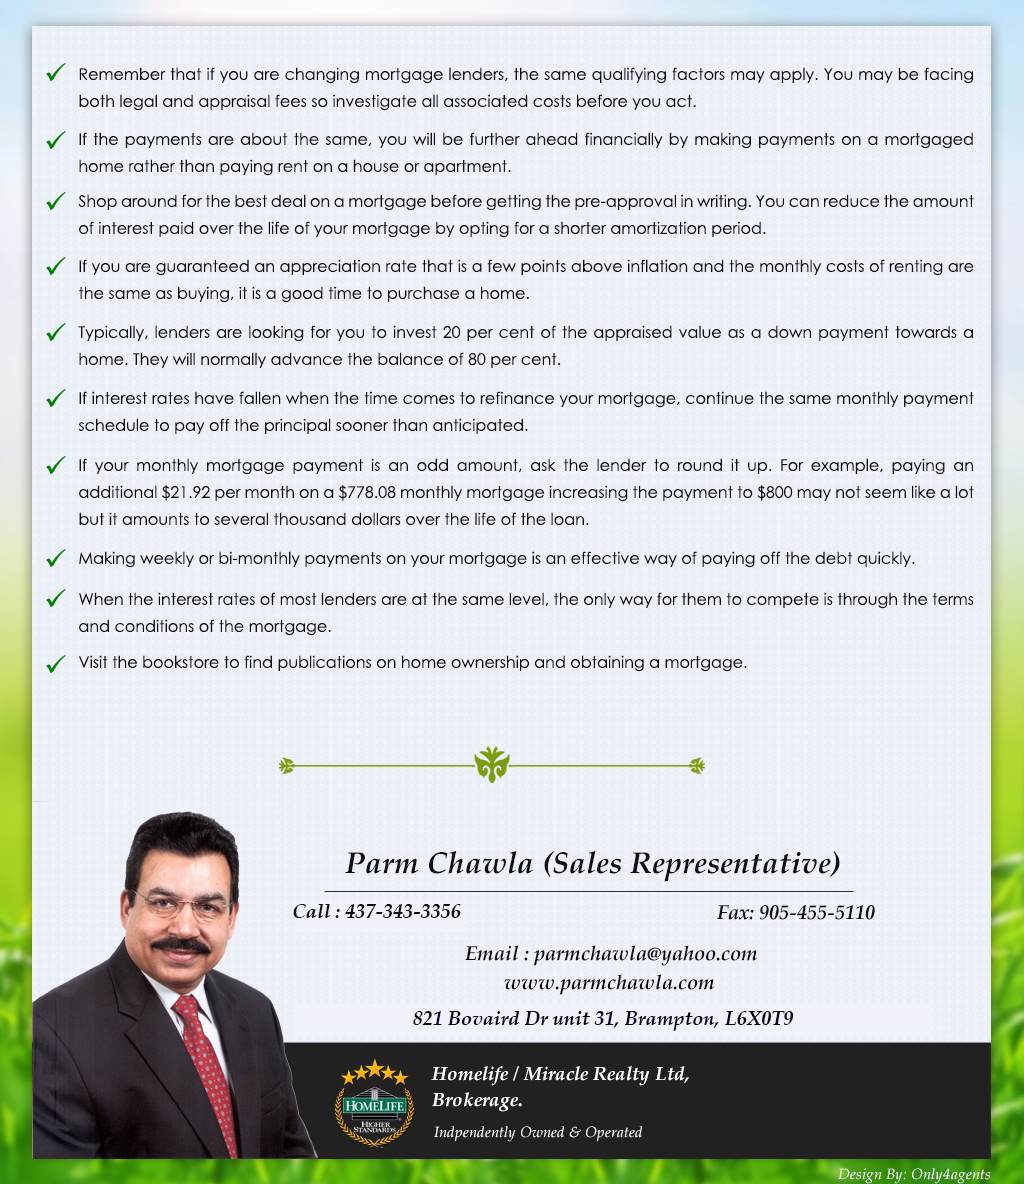 Remember that if you are changing mortgage lenders, the same qualifying factors may apply. You may be facing
both legal and appraisal fees so investigate all associated costs before you act.
If the payments are about the same, you will be further ahead financially by making payments on a mortgaged
home rather than paying rent on a house or apartment.
Shop around for the best deal on a mortgage before getting the pre-approval in writing. You can reduce the amount
of interest paid over the life of your mortgage by opting for a shorter amortization period.
If you are guaranteed an appreciation rate that is a few points above inflation and the monthly costs of renting are
the same as buying, it is a good time to purchase a home.
Typically, lenders are looking for you to invest 20 per cent of the appraised value as a down payment towards a
home. They will normally advance the balance of 80 per cent.
If interest rates have fallen when the time comes to refinance your mortgage, continue the same monthly payment
schedule to pay off the principal sooner than anticipated.
If your monthly mortgage payment is an odd amount, ask the lender to round it up. For example, paying an
additional $21.92 per month on a $778.08 monthly mortgage increasing the payment to $800 may not seem like a lot
but it amounts to several thousand dollars over the life of the loan.
Making weekly or bi-monthly payments on your mortgage is an effective way of paying off the debt quickly.
When the interest rates of most lenders are at the same level, the only way for them to compete is through the terms
and conditions of the mortgage.
Visit the bookstore to find publications on home ownership and obtaining a mortgage.
Parm Chawla (Sales Representative)
Call : 437-343-3356
Fax: 905-455-5110
Email : parmchawla@yahoo.com
www.parmchawla.com
821 Bovaird Dr unit 31, Brampton, L6X0T9
Homelife / Miracle Realty Ltd,
Brokerage.
Indpendently Owned & Operated
HOMELIFE
HIGHER
STANDARDS
Design By: Only4agents